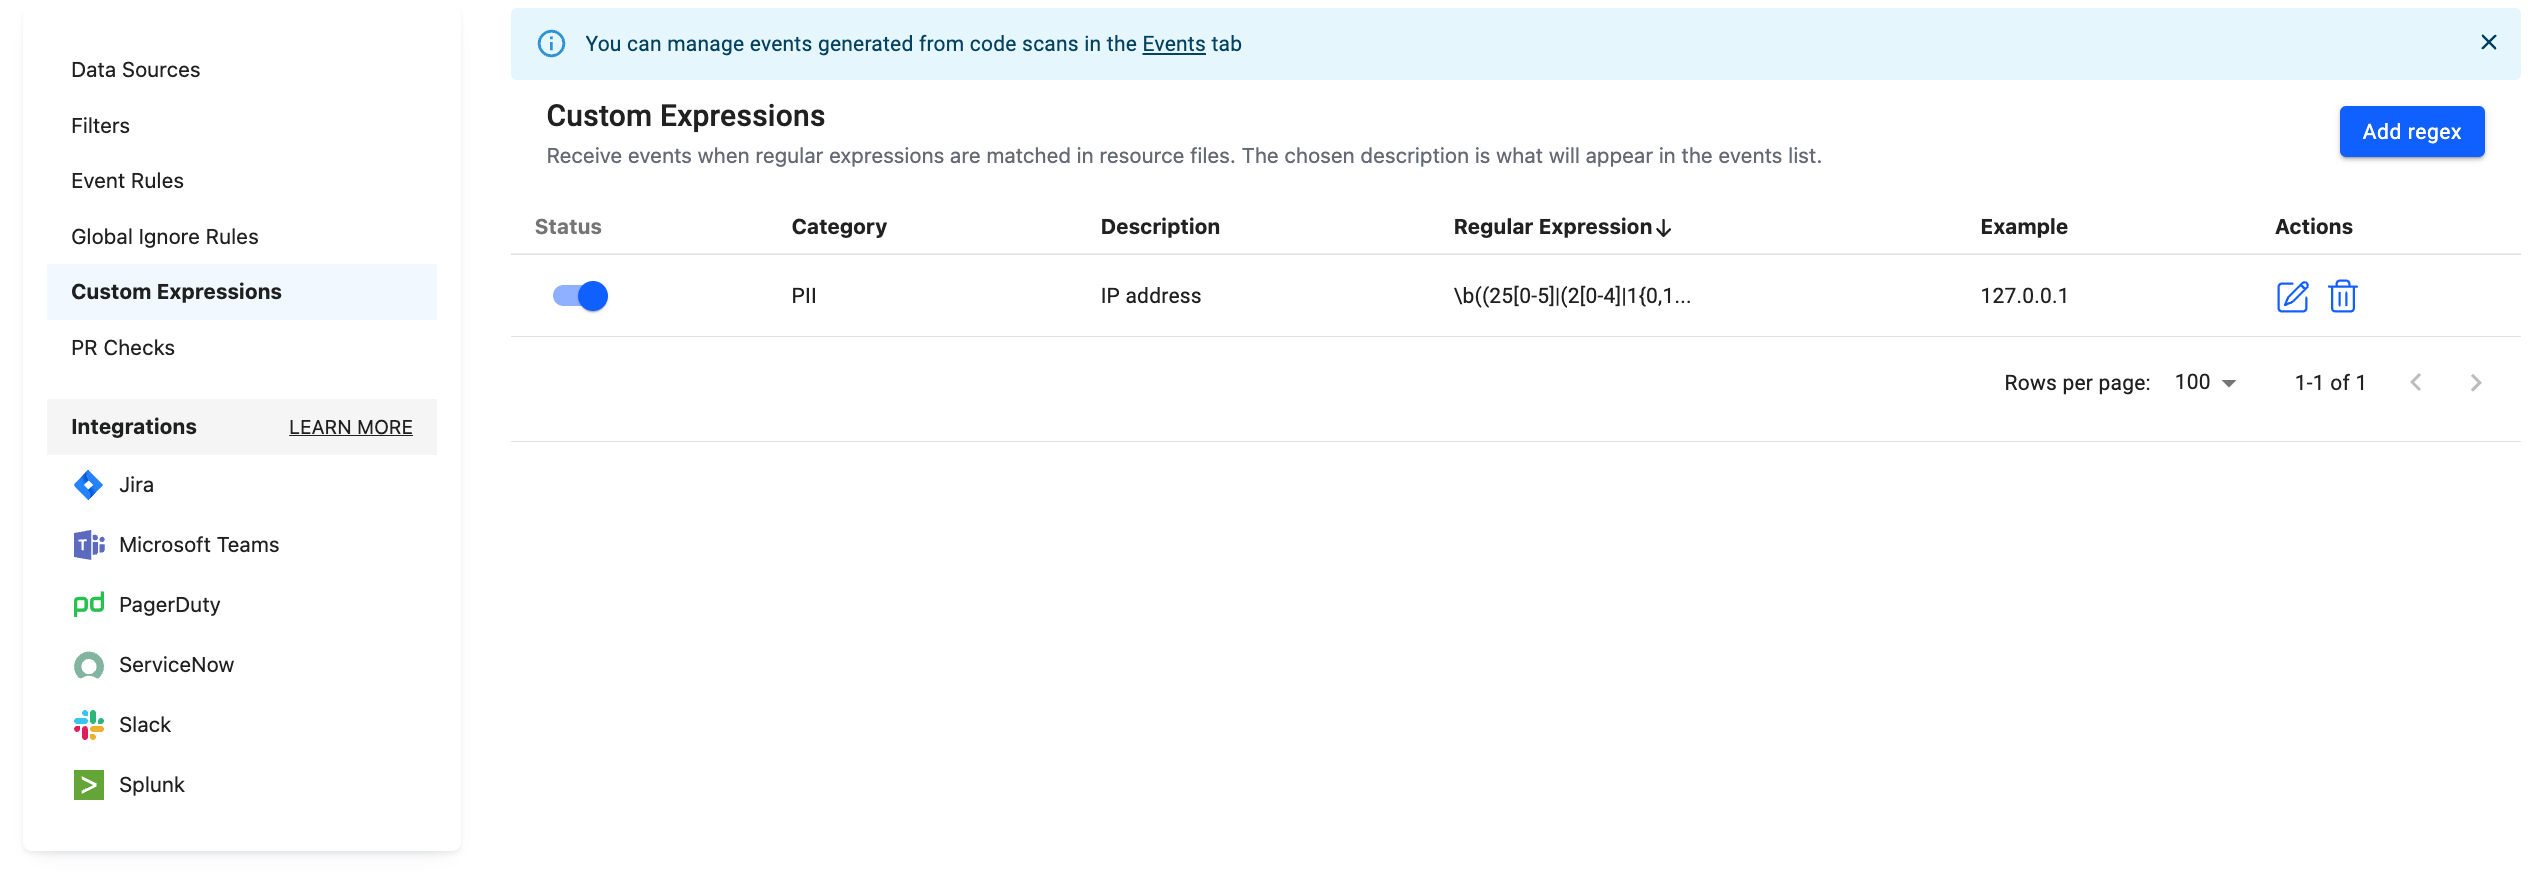 Data Sources
Filters
Event Rules
Global Ignore Rules
Custom Expressions
PR Checks
Integrations LEARN MORE
Jira
Microsoft Teams
PagerDuty
ServiceNow
Slack
Splunk
You can manage events generated from code scans in the Events tab
Custom Expressions
Receive events when regular expressions are matched in resource files. The chosen description is what will appear in the events list.
Add regex
Status Category Description Regular Expression Example Actions
PII IP address \b((25[0-5]|(2[0-4]|1{0,1... 127.0.0.1
Rows per page: 100 1-1 of 1